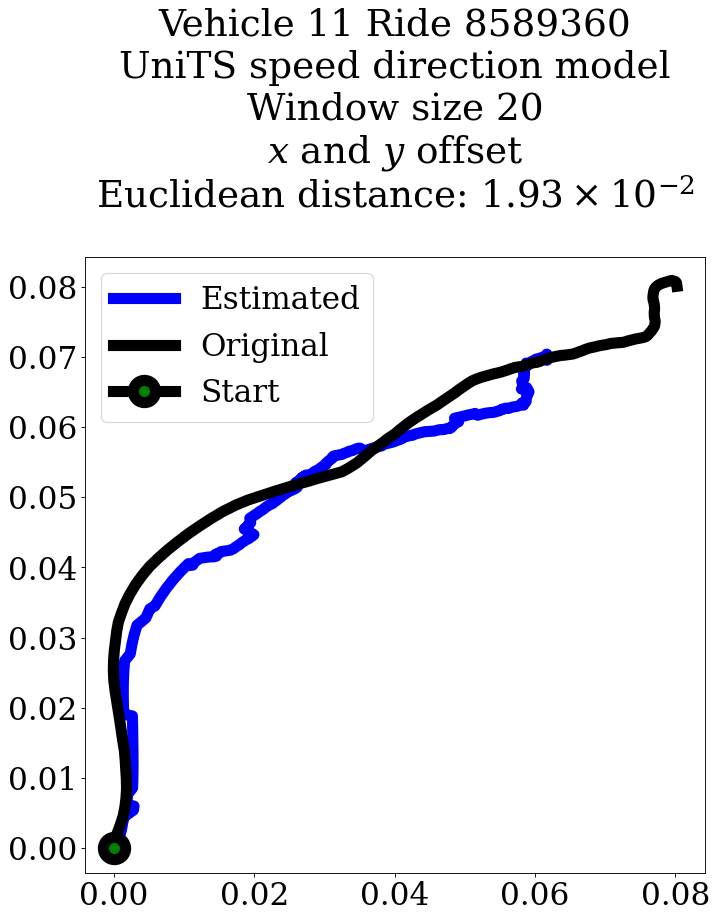 Vehicle 11 Ride 8589360
UniTS speed direction model
Window size 20
x and y offset
Euclidean distance: 1.93 × 10⁻²
Estimated
Original
Start
0.08
0.07
0.06
0.05
0.04
0.03
0.02
0.01
0.00
0.00 0.02 0.04 0.06 0.08